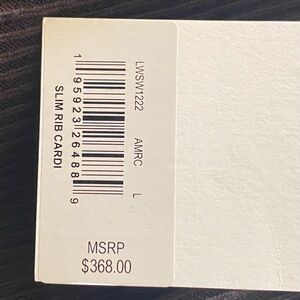 LWSW1222 AMRC L
1 95923 26488 9
SLIM RIB CARDI
MSRP
$368.00